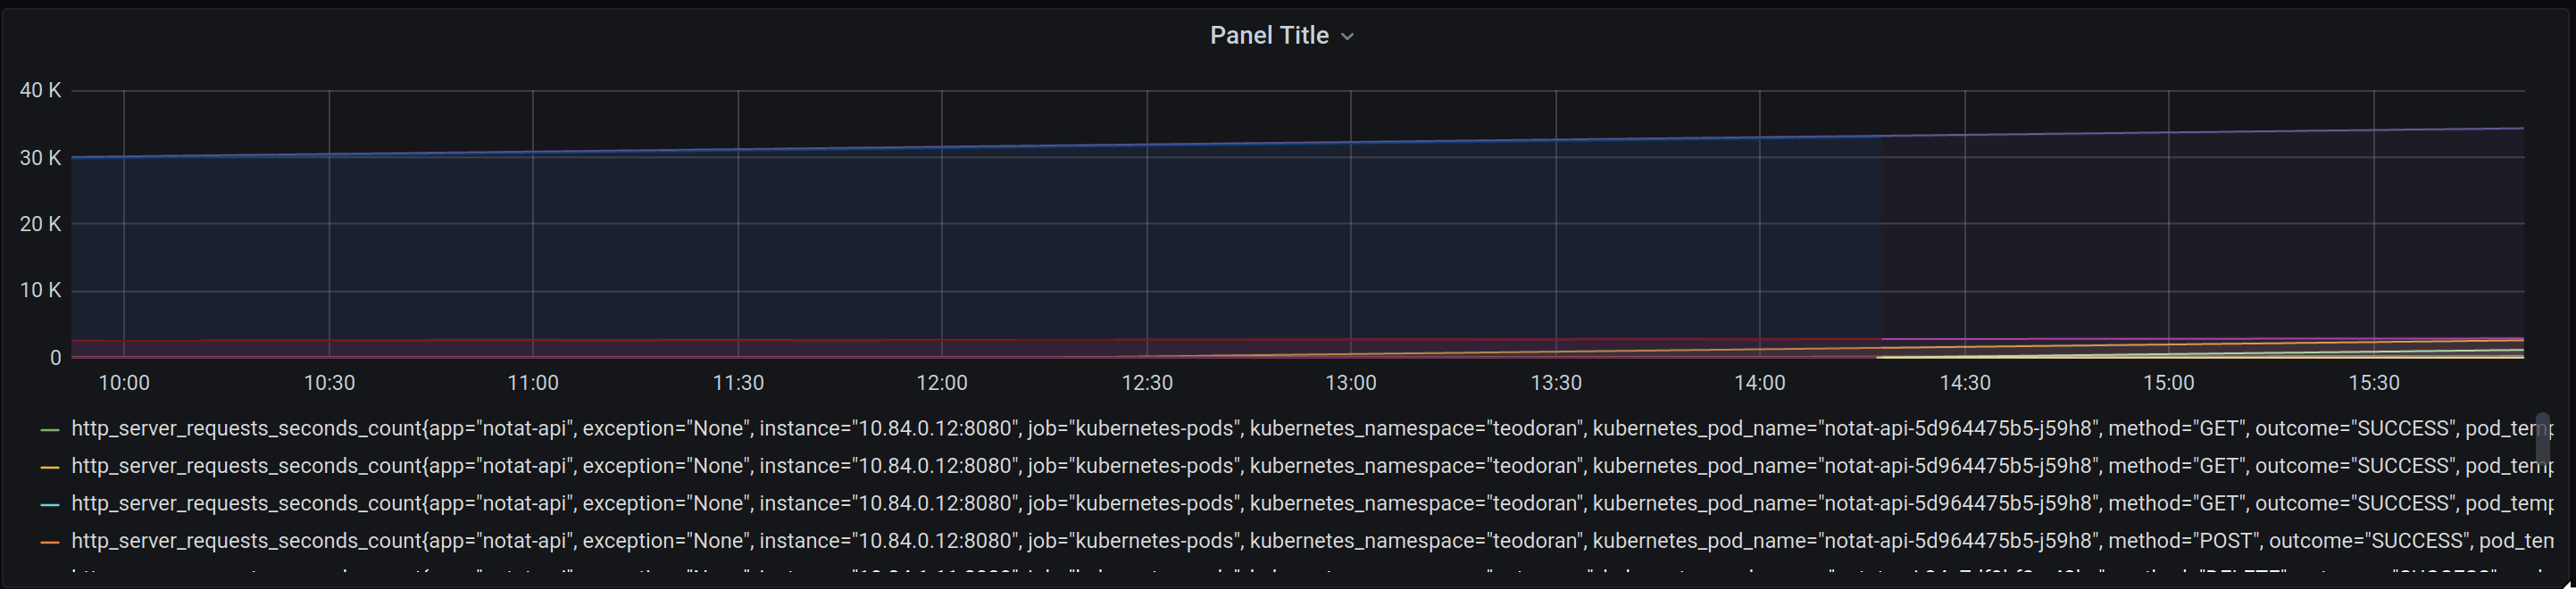 Panel Title
40 K
30 K
20 K
10 K
0
10:00 10:30 11:00 11:30 12:00 12:30 13:00 13:30 14:00 14:30 15:00 15:30
http_server_requests_seconds_count{app="notat-api", exception="None", instance="10.84.0.12:8080", job="kubernetes-pods", kubernetes_namespace="teodoran", kubernetes_pod_name="notat-api-5d964475b5-j59h8", method="GET", outcome="SUCCESS", pod_temp
http_server_requests_seconds_count{app="notat-api", exception="None", instance="10.84.0.12:8080", job="kubernetes-pods", kubernetes_namespace="teodoran", kubernetes_pod_name="notat-api-5d964475b5-j59h8", method="GET", outcome="SUCCESS", pod_temp
http_server_requests_seconds_count{app="notat-api", exception="None", instance="10.84.0.12:8080", job="kubernetes-pods", kubernetes_namespace="teodoran", kubernetes_pod_name="notat-api-5d964475b5-j59h8", method="GET", outcome="SUCCESS", pod_temp
http_server_requests_seconds_count{app="notat-api", exception="None", instance="10.84.0.12:8080", job="kubernetes-pods", kubernetes_namespace="teodoran", kubernetes_pod_name="notat-api-5d964475b5-j59h8", method="POST", outcome="SUCCESS", pod_tem